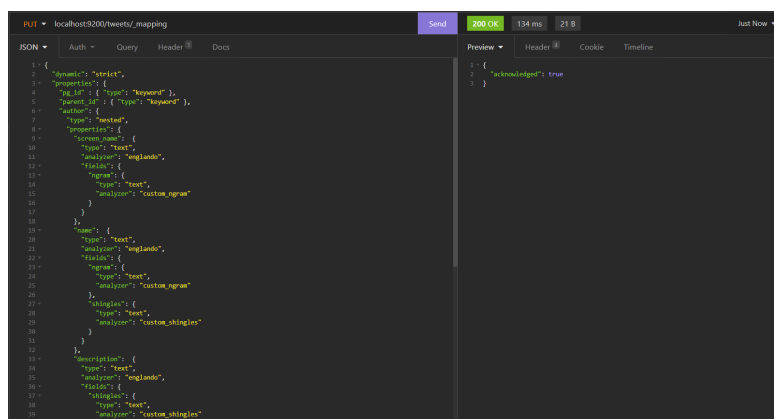 PUT localhost:9200/tweets/_mapping Send 200 OK 134 ms 21 B Just Now
JSON Auth Query Header 1 Docs Preview Header 4 Cookie Timeline
1 {
2 "dynamic": "strict",
3 "properties": {
4 "pg_id" : { "type": "keyword" },
5 "parent_id" : { "type": "keyword" },
6 "author": {
7 "type": "nested",
8 "properties": {
9 "screen_name": {
10 "type": "text",
11 "analyzer": "englando",
12 "fields": {
13 "ngram": {
14 "type": "text",
15 "analyzer": "custom_ngram"
16 }
17 }
18 },
19 "name": {
20 "type": "text",
21 "analyzer": "englando",
22 "fields": {
23 "ngram": {
24 "type": "text",
25 "analyzer": "custom_ngram"
26 },
27 "shingles": {
28 "type": "text",
29 "analyzer": "custom_shingles"
30 }
31 }
32 },
33 "description": {
34 "type": "text",
35 "analyzer": "englando",
36 "fields": {
37 "shingles": {
38 "type": "text",
39 "analyzer": "custom_shingles"
1 {
2 "acknowledged": true
3 }